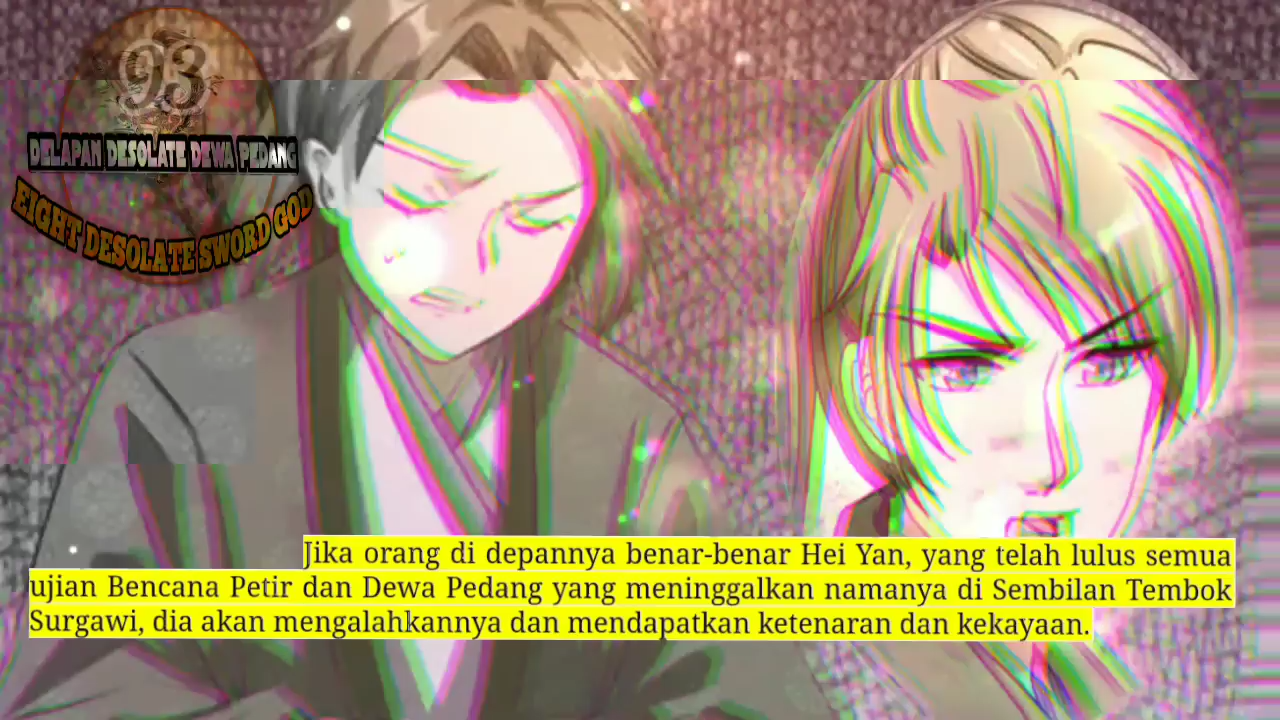 93
DELAPAN DESOLATE DEWA PEDANG
EIGHT DESOLATE SWORD GOD
Jika orang di depannya benar-benar Hei Yan, yang telah lulus semua
ujian Bencana Petir dan Dewa Pedang yang meninggalkan namanya di Sembilan Tembok
Surgawi, dia akan mengalahkannya dan mendapatkan ketenaran dan kekayaan.